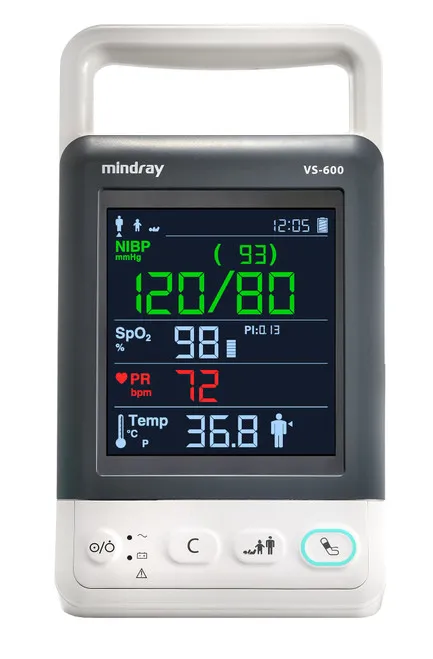 mindray VS-600
12:05
NIBP (93)
mmHg
120/80
SpO₂ 98 PI:0.13
%
PR 72
bpm
Temp 36.8
°C P
C